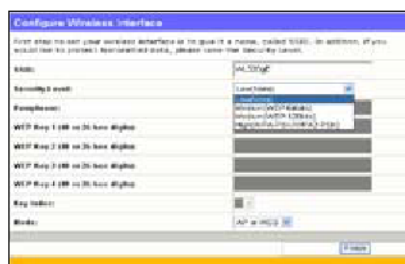 Configure Wireless Interface
First step to set your wireless interface is to give it a name, called SSID. In addition, if you
would like to protect transmitted data, please select the Security Level.
SSID:
WL500gE
Security Level:
Low(None)
Low(None)
Medium(WEP-64bits)
Medium(WEP-128bits)
Passphrase:
WEP Key 1 (10 or 26 hex digits)
WEP Key 2 (10 or 26 hex digits)
WEP Key 3 (10 or 26 hex digits)
WEP Key 4 (10 or 26 hex digits)
Key Index:
Mode:
Finish